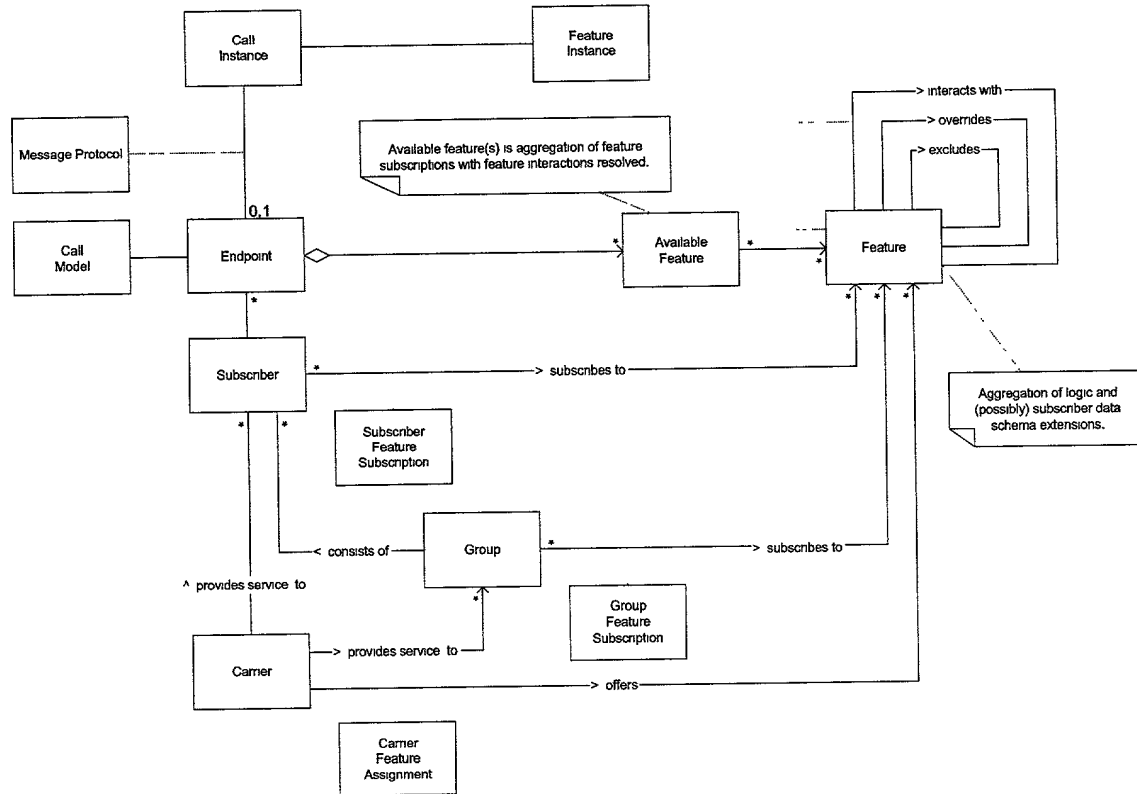 Call
Instance
Feature
Instance
> interacts with
> overrides
> excludes
Message Protocol
Available feature(s) is aggregation of feature
subscriptions with feature interactions resolved.
0,1
Call
Model
Endpoint
*
Available
Feature
*
*
Feature
*
* * *
Subscriber
*
> subscribes to
Aggregation of logic and
(possibly) subscriber data
schema extensions.
* *
Subscriber
Feature
Subscription
< consists of
Group
*
> subscribes to
^ provides service to
*
Group
Feature
Subscription
Carrier
> provides service to
> offers
Carrier
Feature
Assignment